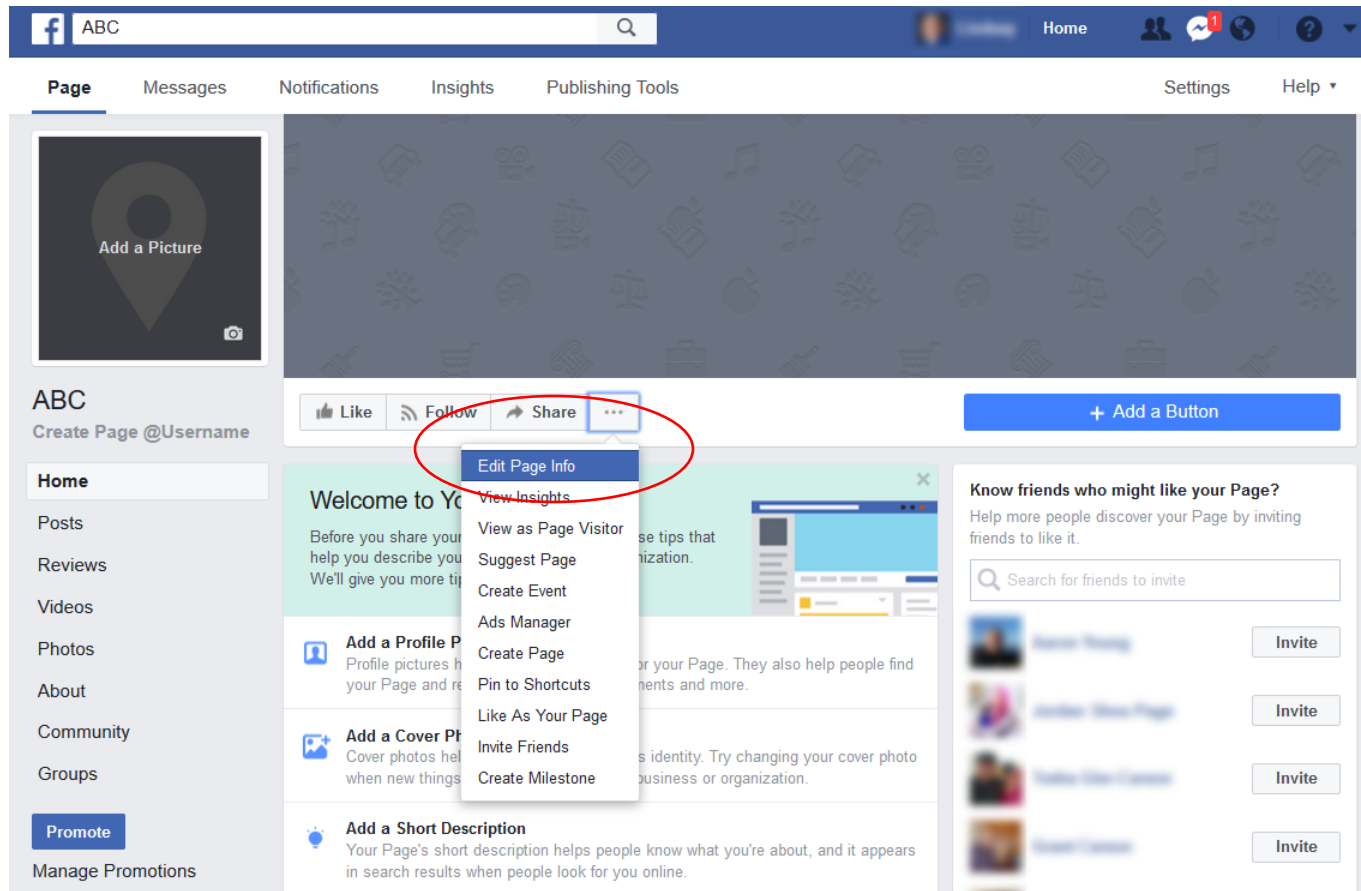 f ABC
Home 1 ?
Page Messages Notifications Insights Publishing Tools Settings Help
Add a Picture
ABC
Create Page @Username
Home
Posts
Reviews
Videos
Photos
About
Community
Groups
Promote
Manage Promotions
Like Follow Share ...
+ Add a Button
Edit Page Info
View Insights
View as Page Visitor
Suggest Page
Create Event
Ads Manager
Create Page
Pin to Shortcuts
Like As Your Page
Invite Friends
Create Milestone
Welcome to Yo
Before you share your se tips that
help you describe you nization.
We'll give you more tip
Add a Profile P
Profile pictures h or your Page. They also help people find
your Page and re ments and more.
Add a Cover Ph
Cover photos hel s identity. Try changing your cover photo
when new things business or organization.
Add a Short Description
Your Page's short description helps people know what you're about, and it appears
in search results when people look for you online.
Know friends who might like your Page?
Help more people discover your Page by inviting
friends to like it.
Search for friends to invite
Invite
Invite
Invite
Invite